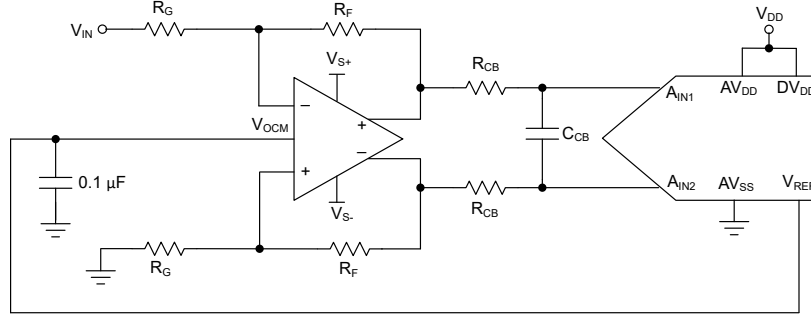 R_G
R_F
V_DD
V_IN
V_S+
R_CB
AV_DD
DV_DD
A_IN1
−
+
V_OCM
C_CB
−
+
0.1 µF
A_IN2
AV_SS
V_REF
V_S-
R_CB
R_G
R_F